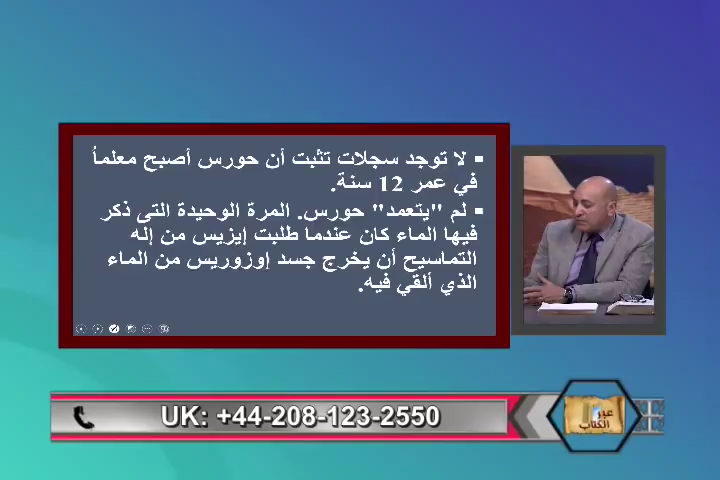 ▪ لا توجد سجلات تثبت أن حورس أصبح معلماً
في عمر 12 سنة.
▪ لم "يتعمد" حورس. المرة الوحيدة التى ذكر
فيها الماء كان عندما طلبت إيزيس من إله
التماسيح أن يخرج جسد إوزوريس من الماء
الذي ألقي فيه.
UK: +44-208-123-2550
عبر
الكتاب